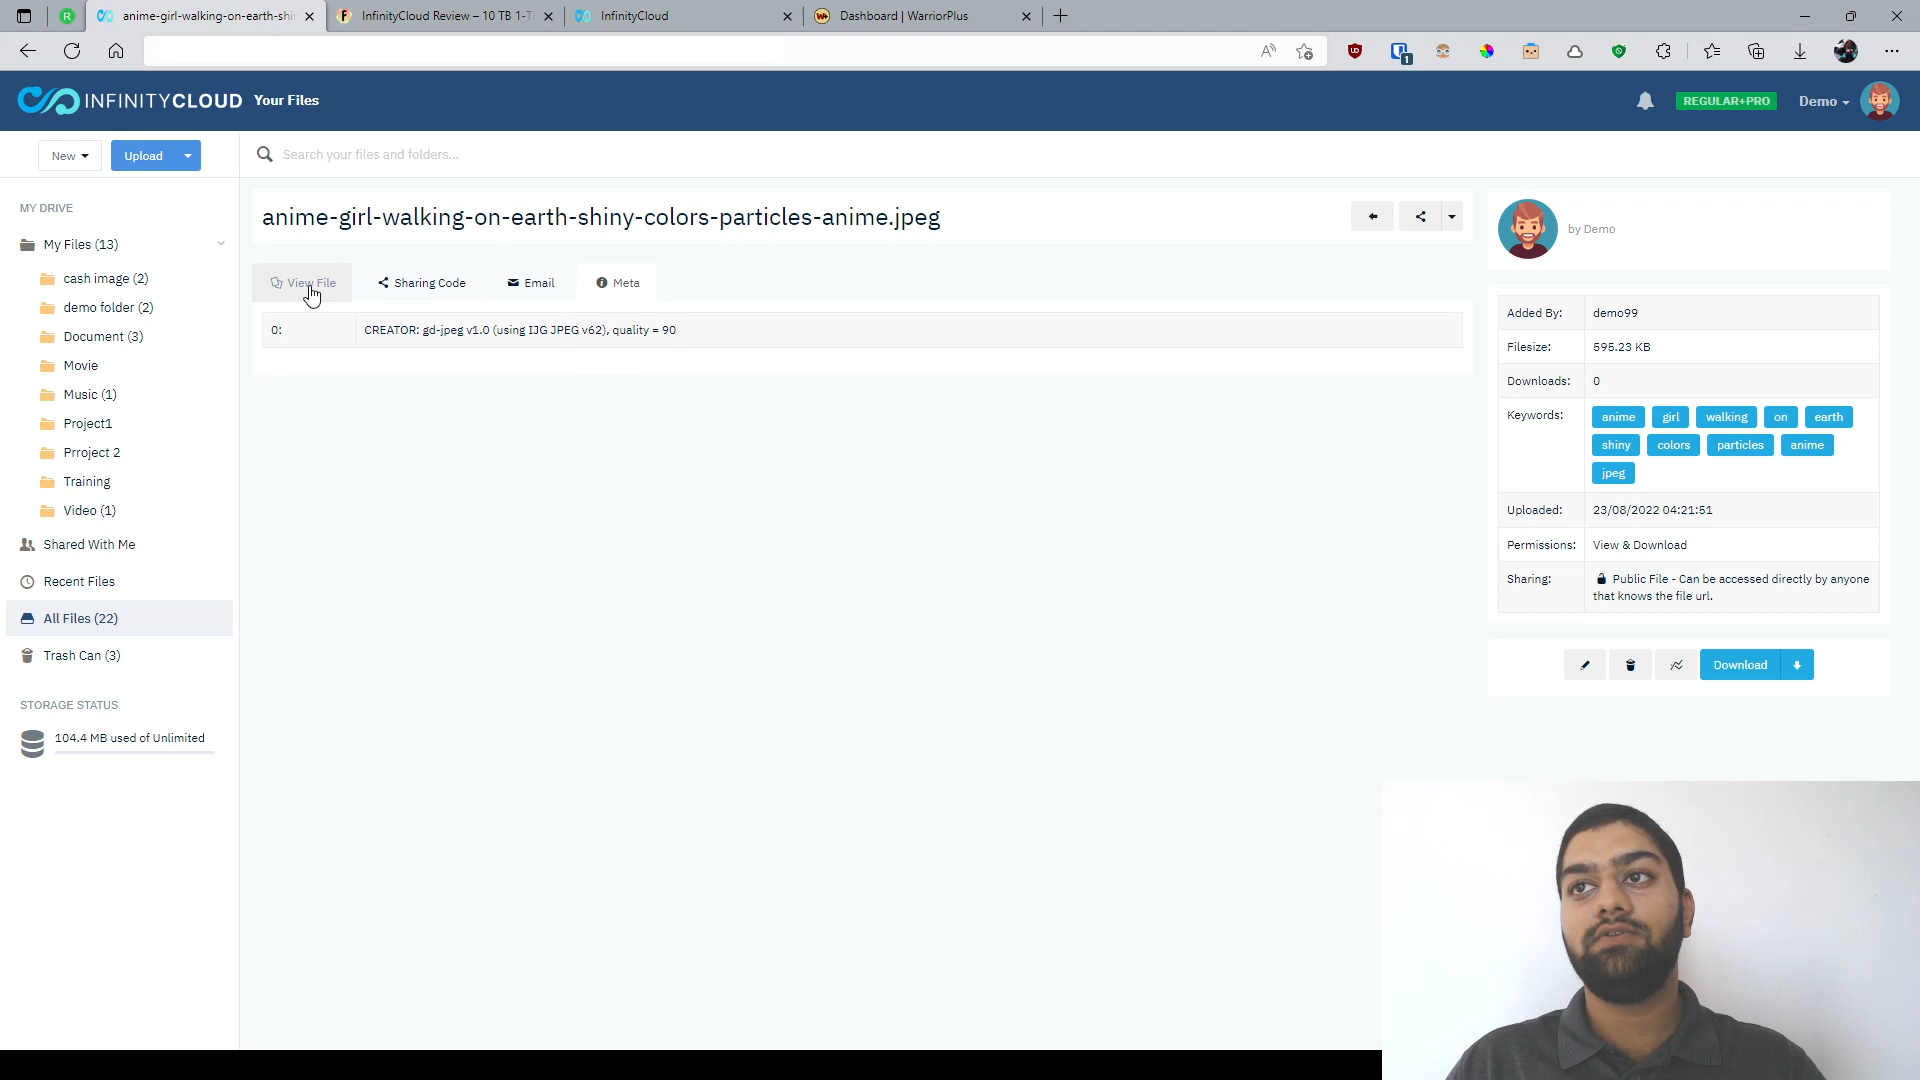 anime-girl-walking-on-earth-shi
InfinityCloud Review – 10 TB 1-T
InfinityCloud
Dashboard | WarriorPlus
INFINITYCLOUD Your Files
REGULAR+PRO
Demo
New
Upload
Search your files and folders...
MY DRIVE
My Files (13)
cash image (2)
demo folder (2)
Document (3)
Movie
Music (1)
Project1
Prroject 2
Training
Video (1)
Shared With Me
Recent Files
All Files (22)
Trash Can (3)
STORAGE STATUS
104.4 MB used of Unlimited
anime-girl-walking-on-earth-shiny-colors-particles-anime.jpeg
View File
Sharing Code
Email
Meta
0: CREATOR: gd-jpeg v1.0 (using IJG JPEG v62), quality = 90
by Demo
Added By: demo99
Filesize: 595.23 KB
Downloads: 0
Keywords: anime girl walking on earth
shiny colors particles anime
jpeg
Uploaded: 23/08/2022 04:21:51
Permissions: View & Download
Sharing: Public File - Can be accessed directly by anyone
that knows the file url.
Download